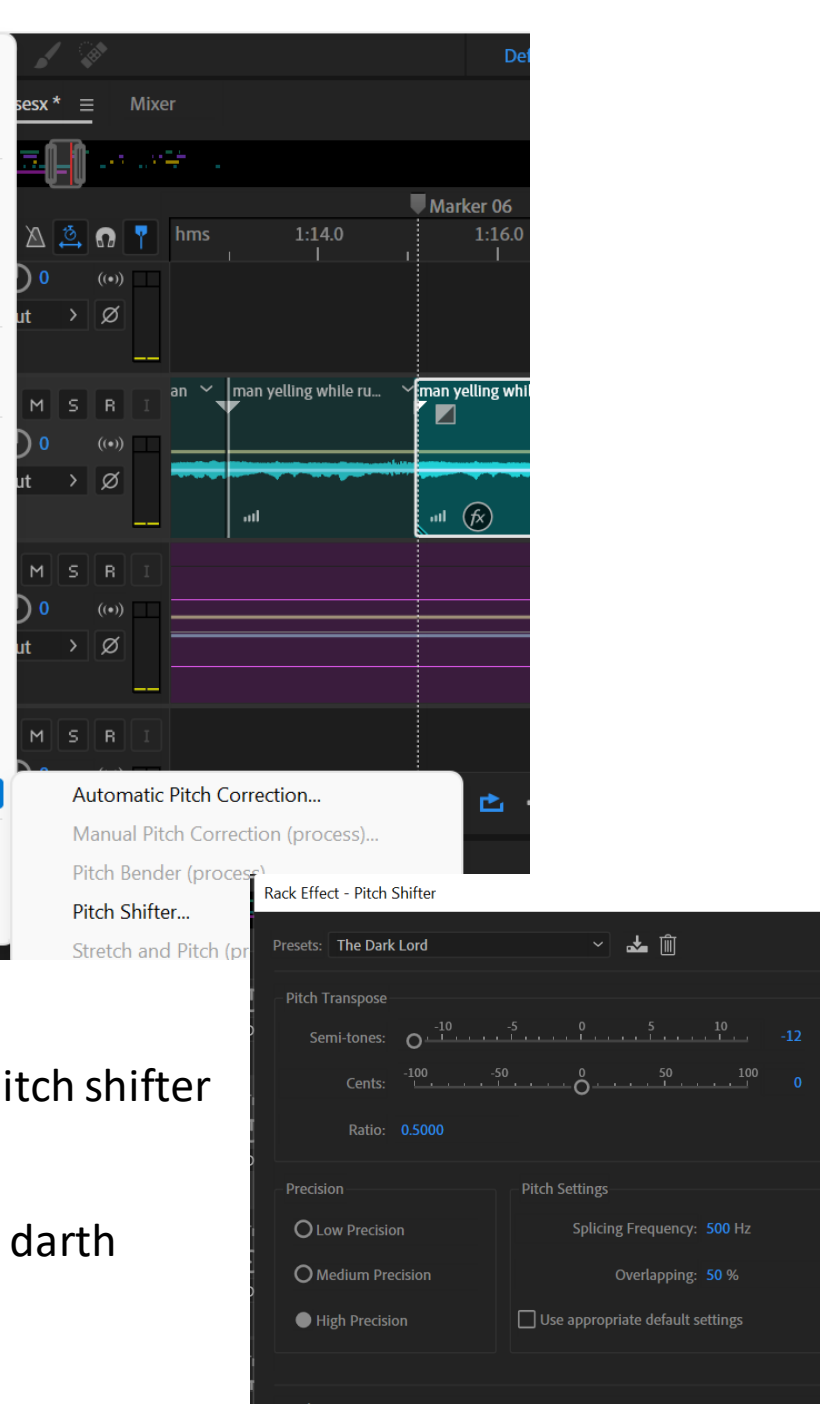 Def
sesx * Mixer
Marker 06
hms 1:14.0 1:16.0
0
ut
an man yelling while ru... man yelling whil
M S R I
0
ut
fx
M S R I
0
ut
M S R I
Automatic Pitch Correction...
Manual Pitch Correction (process)...
Pitch Bender (process)
Pitch Shifter...
Stretch and Pitch (pr
Rack Effect - Pitch Shifter
Presets: The Dark Lord
Pitch Transpose
Semi-tones: -10 -5 0 5 10 -12
Cents: -100 -50 0 50 100 0
Ratio: 0.5000
itch shifter
Precision Pitch Settings
Low Precision Splicing Frequency: 500 Hz
darth
Medium Precision Overlapping: 50 %
High Precision Use appropriate default settings